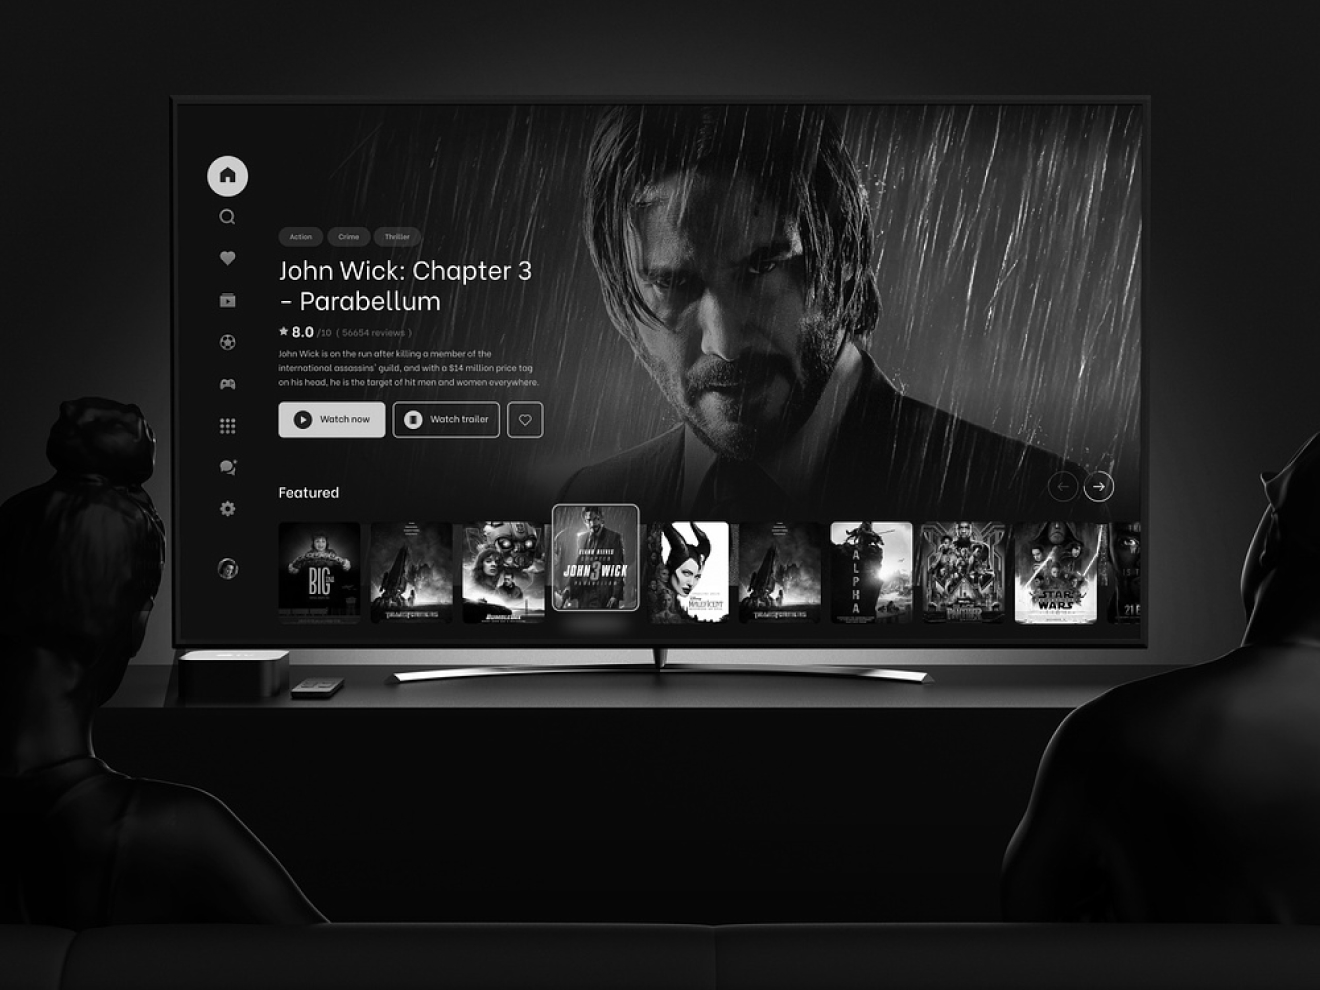 Action Crime Thriller
John Wick: Chapter 3
– Parabellum
8.0 /10 ( 56654 reviews )
John Wick is on the run after killing a member of the
international assassins' guild, and with a $14 million price tag
on his head, he is the target of hit men and women everywhere.
Watch now Watch trailer
Featured
BIG
TRANSFORMERS
BUMBLEBEE
KEANU REEVES
CHAPTER
JOHN 3 WICK
PARABELLUM
Disney
MALEFICENT
TRANSFORMERS
ALPHA
PANTHER
STAR
WARS
21